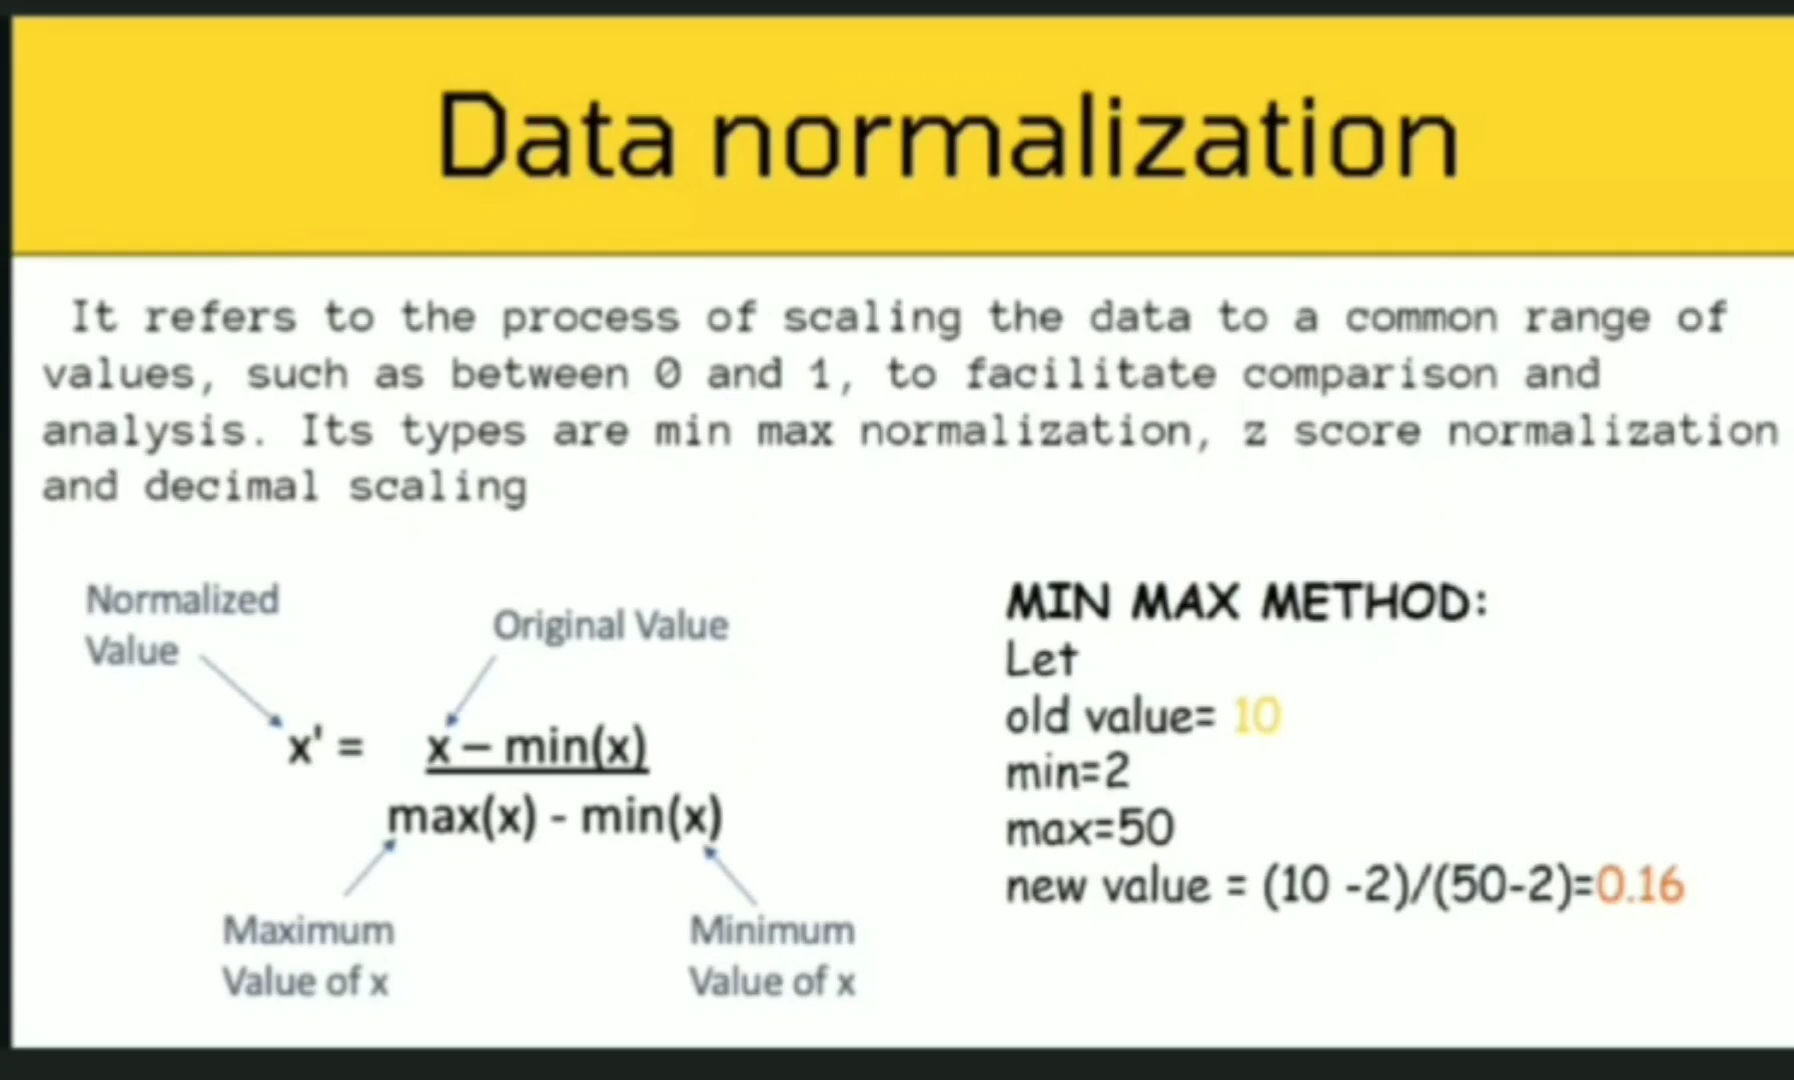 Data normalization
It refers to the process of scaling the data to a common range of
values, such as between 0 and 1, to facilitate comparison and
analysis. Its types are min max normalization, z score normalization
and decimal scaling
Normalized
Value
Original Value
x' = x – min(x)
max(x) - min(x)
Maximum
Value of x
Minimum
Value of x
MIN MAX METHOD:
Let
old value= 10
min=2
max=50
new value = (10 -2)/(50-2)=0.16